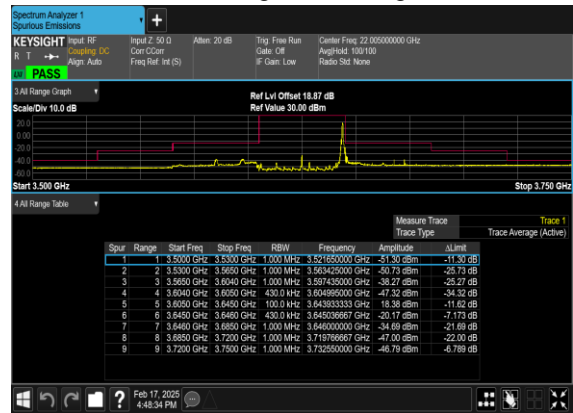 Spectrum Analyzer 1
Spurious Emissions
+
KEYSIGHT Input: RF Input Z: 50 Ω Atten: 20 dB Trig: Free Run Center Freq: 22.005000000 GHz
R T Coupling: DC Corr CCorr Gate: Off Avg|Hold: 100/100
Align: Auto Freq Ref: Int (S) IF Gain: Low Radio Std: None
PASS
3 All Range Graph
Ref Lvl Offset 18.87 dB
Scale/Div 10.0 dB Ref Value 30.00 dBm
20.0
0.00
-20.0
-40.0
-60.0
Start 3.500 GHz Stop 3.750 GHz
4 All Range Table
Measure Trace Trace 1
Trace Type Trace Average (Active)
Spur Range Start Freq Stop Freq RBW Frequency Amplitude ΔLimit
1 1 3.5000 GHz 3.5300 GHz 1.000 MHz 3.521650000 GHz -51.30 dBm -11.30 dB
2 2 3.5300 GHz 3.5650 GHz 1.000 MHz 3.563425000 GHz -50.73 dBm -25.73 dB
3 3 3.5650 GHz 3.6040 GHz 1.000 MHz 3.597435000 GHz -38.27 dBm -25.27 dB
4 4 3.6040 GHz 3.6050 GHz 430.0 kHz 3.604995000 GHz -47.32 dBm -34.32 dB
5 5 3.6050 GHz 3.6450 GHz 100.0 kHz 3.643933333 GHz 18.38 dBm -11.62 dB
6 6 3.6450 GHz 3.6460 GHz 430.0 kHz 3.645036667 GHz -20.17 dBm -7.173 dB
7 7 3.6460 GHz 3.6850 GHz 1.000 MHz 3.646000000 GHz -34.69 dBm -21.69 dB
8 8 3.6850 GHz 3.7200 GHz 1.000 MHz 3.719766667 GHz -47.00 dBm -22.00 dB
9 9 3.7200 GHz 3.7500 GHz 1.000 MHz 3.732550000 GHz -46.79 dBm -6.789 dB
? Feb 17, 2025
4:48:34 PM